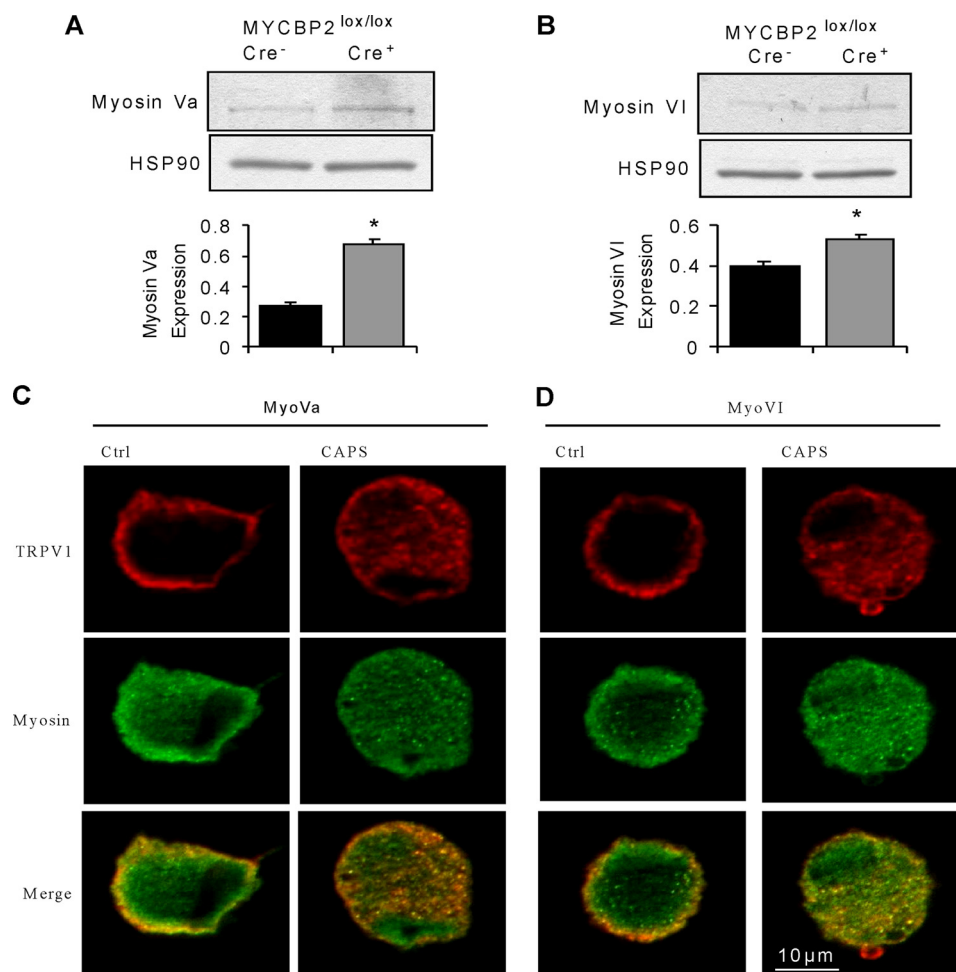 A
MYCBP2 lox/lox
Cre- Cre+
Myosin Va
HSP90
*
0.8
0.6
0.4
0.2
0
Myosin Va
Expression
B
MYCBP2 lox/lox
Cre- Cre+
Myosin VI
HSP90
*
0.6
0.4
0.2
0
Myosin VI
Expression
C
MyoVa
Ctrl CAPS
D
MyoVI
Ctrl CAPS
TRPV1
Myosin
Merge
10 µm